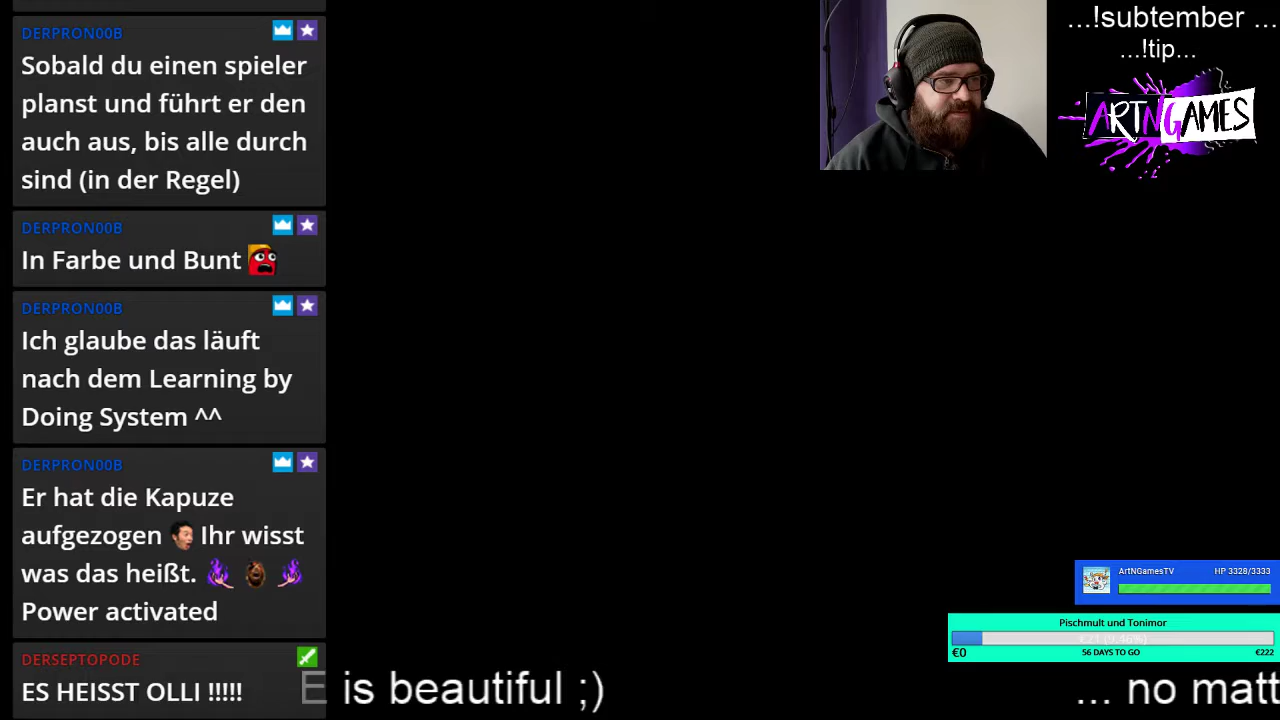 DERPRON00B
Sobald du einen spieler
planst und führt er den
auch aus, bis alle durch
sind (in der Regel)
DERPRON00B
In Farbe und Bunt
DERPRON00B
Ich glaube das läuft
nach dem Learning by
Doing System ^^
DERPRON00B
Er hat die Kapuze
aufgezogen Ihr wisst
was das heißt.
Power activated
DERSEPTOPODE
ES HEISST OLLI !!!!!
E is beautiful ;)
... no matt
...!subtember ...
...!tip...
ARTNGAMES
ArtNGamesTV HP 3328/3333
Pischmult und Tonimor
€21 (9.46%)
€0 56 DAYS TO GO €222